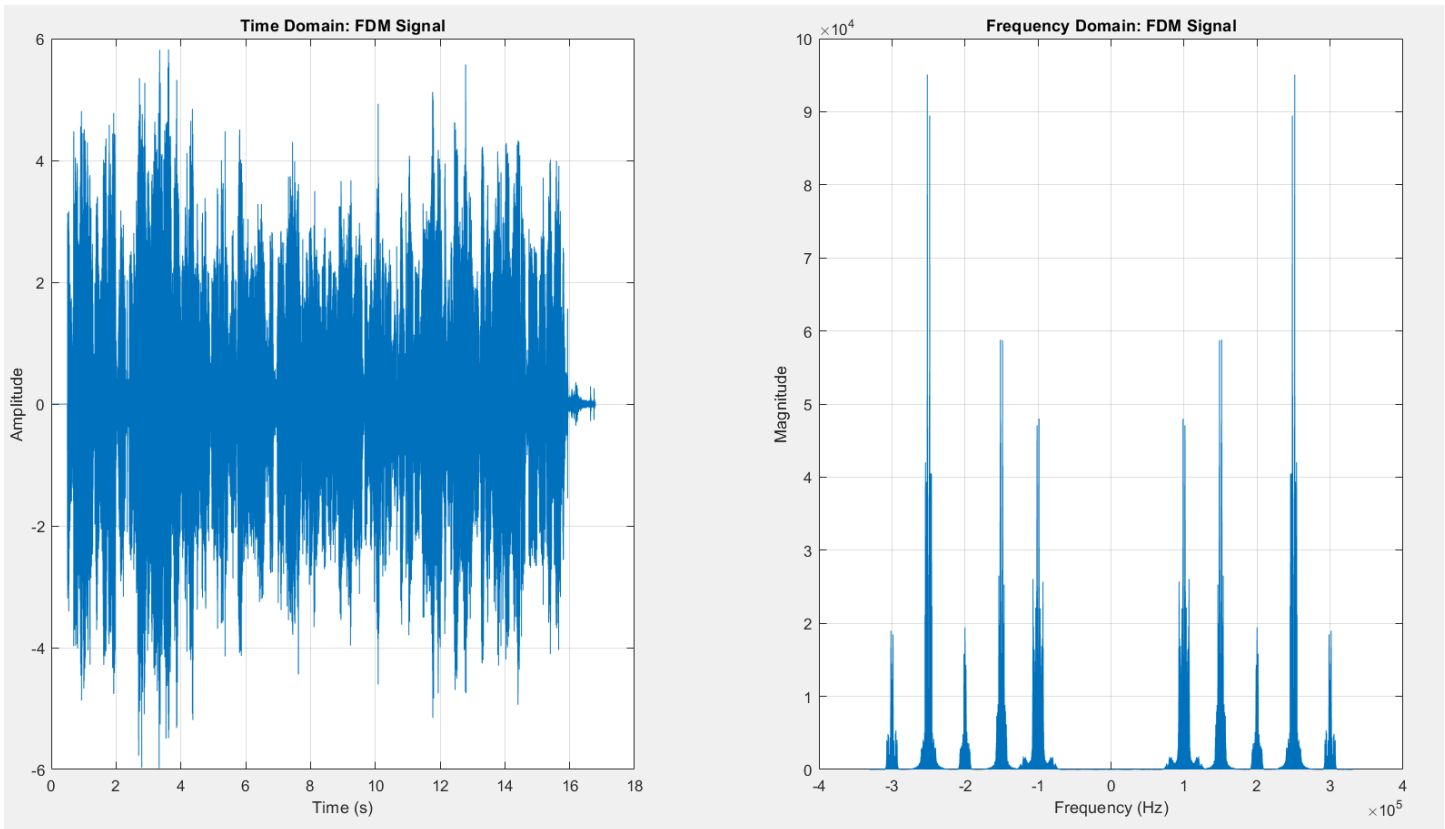 Time Domain: FDM Signal
6
4
2
0
-2
-4
-6
Amplitude
0 2 4 6 8 10 12 14 16 18
Time (s)
Frequency Domain: FDM Signal
×10⁴
10
9
8
7
6
5
4
3
2
1
0
Magnitude
-4 -3 -2 -1 0 1 2 3 4
Frequency (Hz)
×10⁵